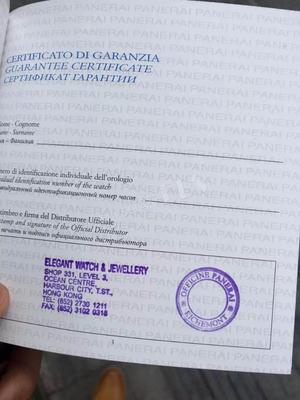 CERTIFICATO DI GARANZIA
GUARANTEE CERTIFICATE
СЕРТИФИКАТ ГАРАНТИИ
Nome - Cognome
Name - Surname
Фамилия
numero di identificazione individuale dell'orologio
individual identification number of the watch
индивидуальный идентификационный номер часов
timbro e firma del Distributore Ufficiale
stamp and signature of the Official Distributor
печать и подпись официального дистрибьютора
ELEGANT WATCH & JEWELLERY
SHOP 331, LEVEL 3,
OCEAN CENTRE,
HARBOUR CITY, T.ST.,
HONG KONG
TEL: (852) 2730 1211
FAX: (852) 3102 0318
OFFICINE PANERAI
RICHEMONT
3